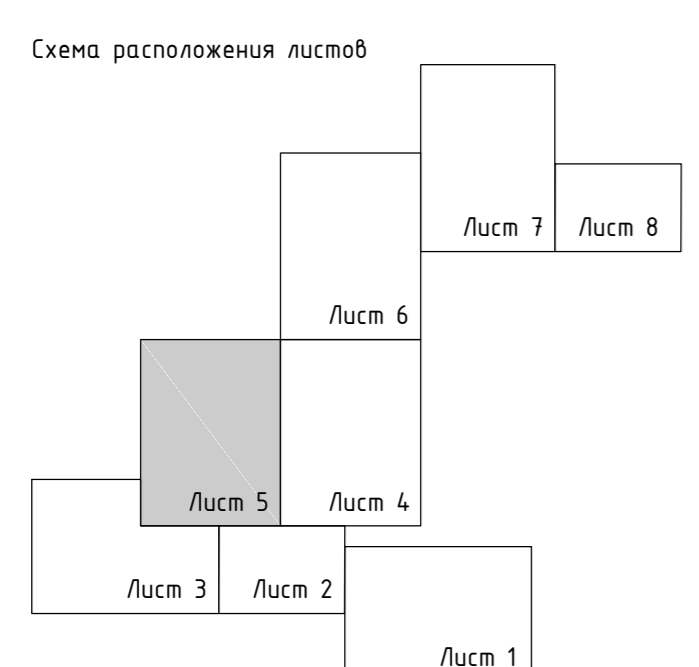 Схема расположения листов
Лист 7
Лист 8
Лист 6
Лист 5
Лист 4
Лист 3
Лист 2
Лист 1